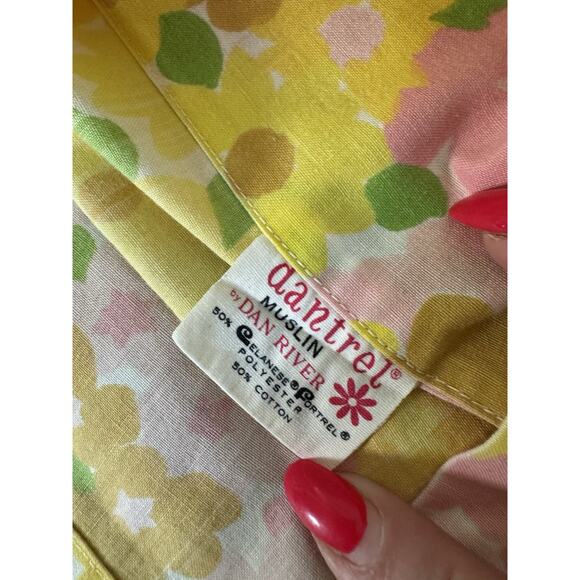 dantrel®
MUSLIN
by DAN RIVER
50% CELANESE® FORTREL®
POLYESTER
50% COTTON